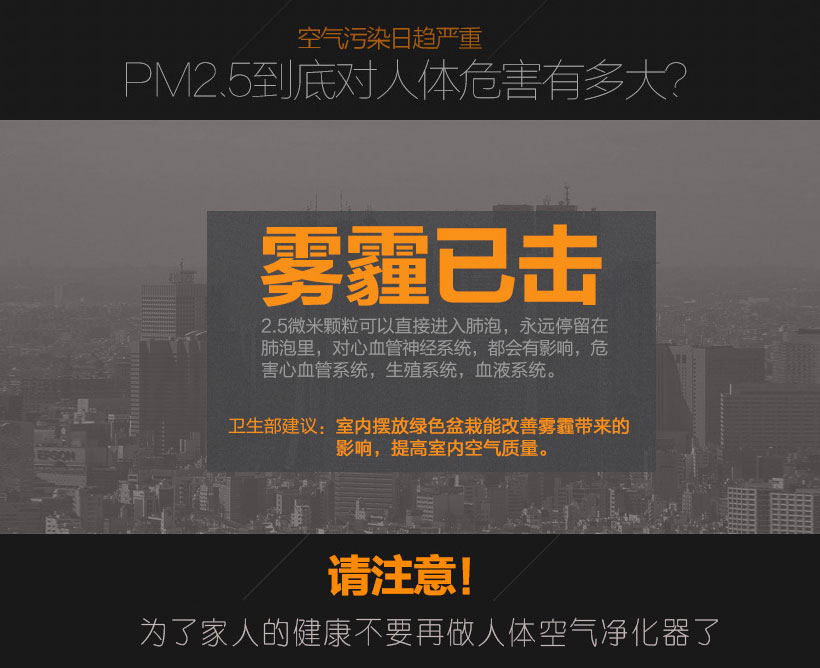 空气污染日趋严重
PM2.5到底对人体危害有多大?
雾霾已击
2.5微米颗粒可以直接进入肺泡，永远停留在
肺泡里，对心血管神经系统，都会有影响，危
害心血管系统，生殖系统，血液系统。
卫生部建议：室内摆放绿色盆栽能改善雾霾带来的
影响，提高室内空气质量。
EPSON
请注意!
为了家人的健康不要再做人体空气净化器了